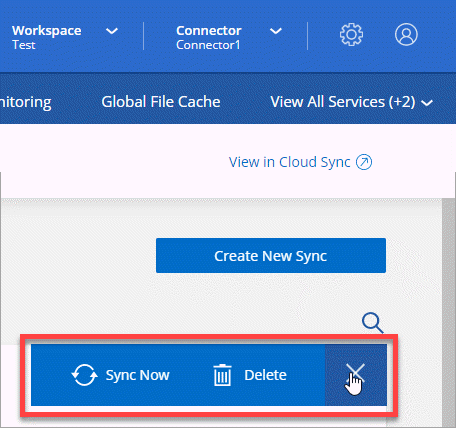 Workspace
Test
Connector
Connector1
nitoring
Global File Cache
View All Services (+2)
View in Cloud Sync
Create New Sync
Sync Now
Delete